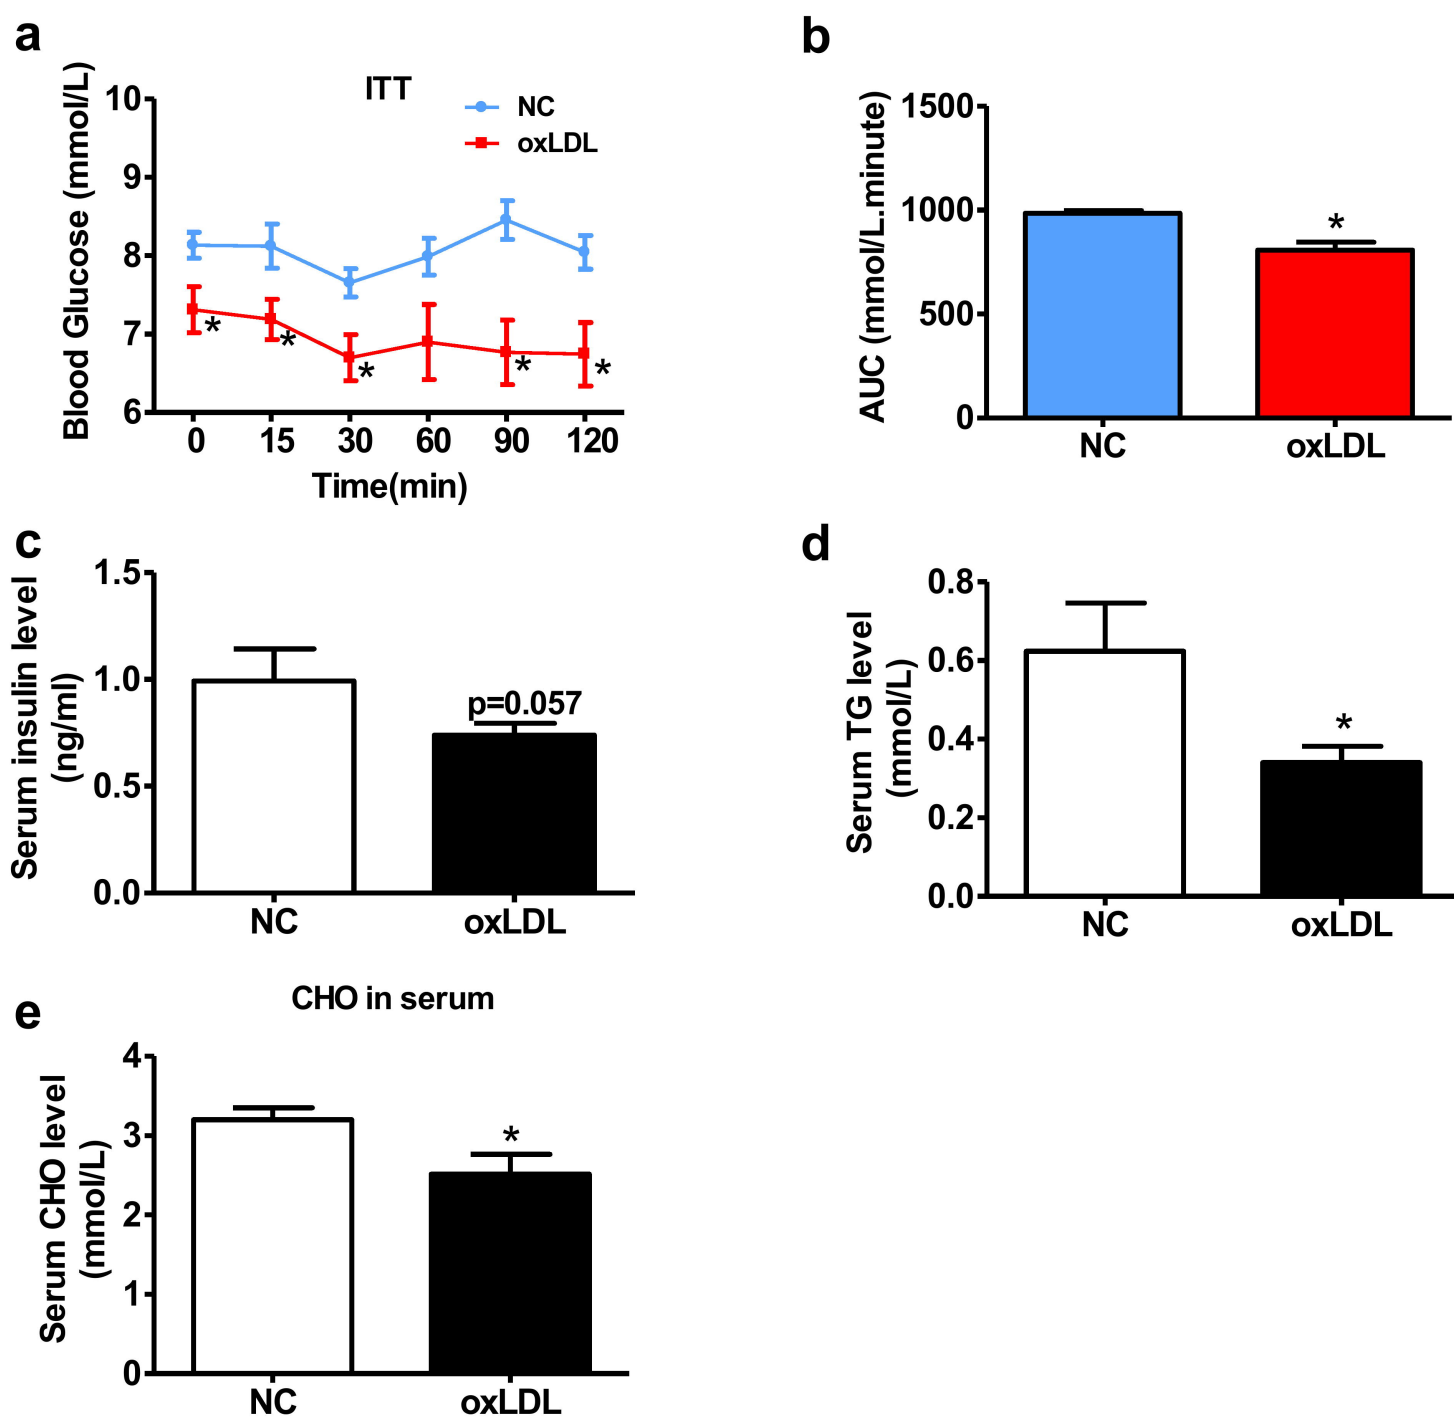 a
ITT
NC
oxLDL
Blood Glucose (mmol/L)
10
9
8
7
6
*
*
*
*
*
0 15 30 60 90 120
Time(min)
b
AUC (mmol/L.minute)
1500
1000
500
0
*
NC oxLDL
c
Serum insulin level
(ng/ml)
1.5
1.0
0.5
0.0
p=0.057
NC oxLDL
d
Serum TG level
(mmol/L)
0.8
0.6
0.4
0.2
0.0
*
NC oxLDL
e
CHO in serum
Serum CHO level
(mmol/L)
4
3
2
1
0
*
NC oxLDL